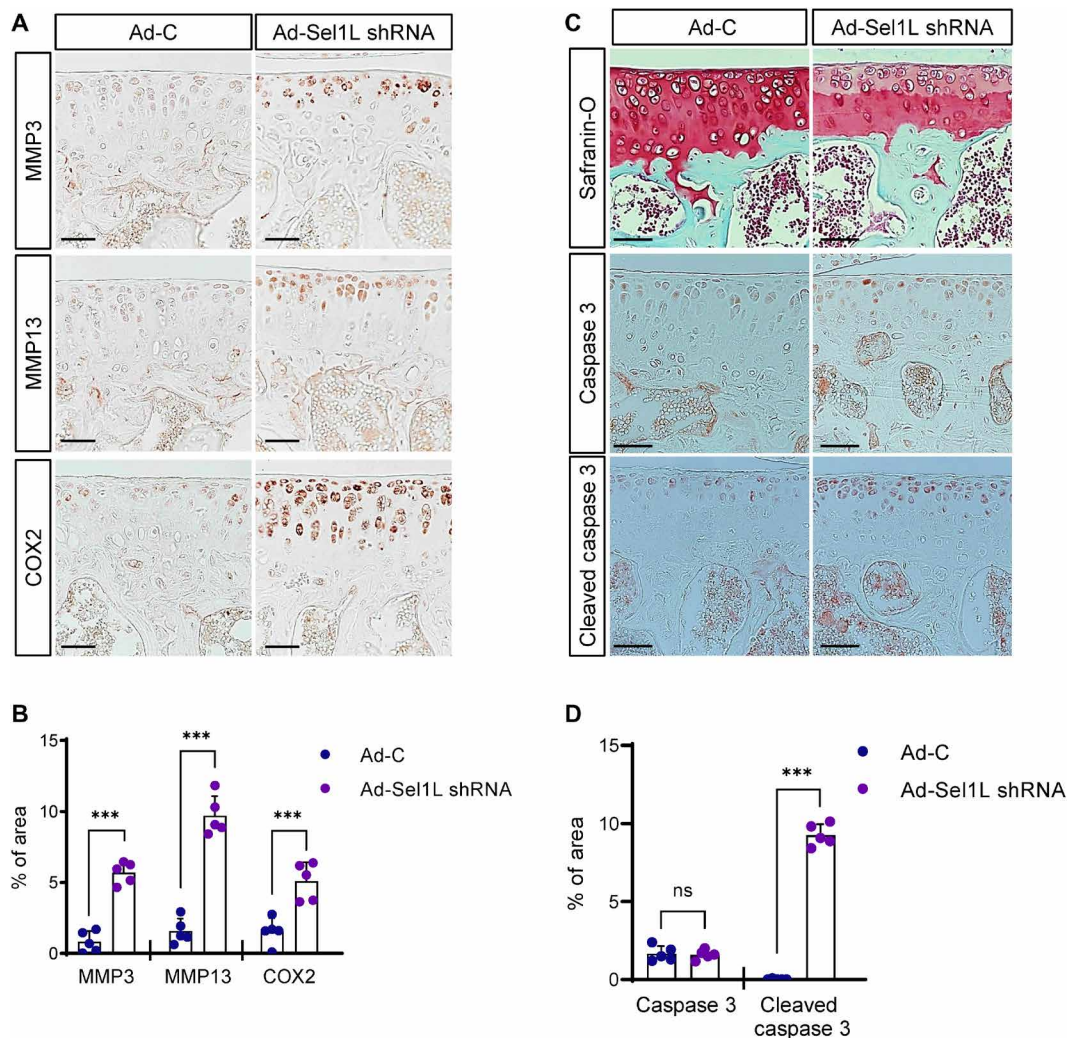 A
Ad-C
Ad-Sel1L shRNA
MMP3
MMP13
COX2
B
15
10
5
0
% of area
***
***
***
Ad-C
Ad-Sel1L shRNA
MMP3
MMP13
COX2
C
Ad-C
Ad-Sel1L shRNA
Safranin-O
Caspase 3
Cleaved caspase 3
D
15
10
5
0
% of area
ns
***
Ad-C
Ad-Sel1L shRNA
Caspase 3
Cleaved
caspase 3